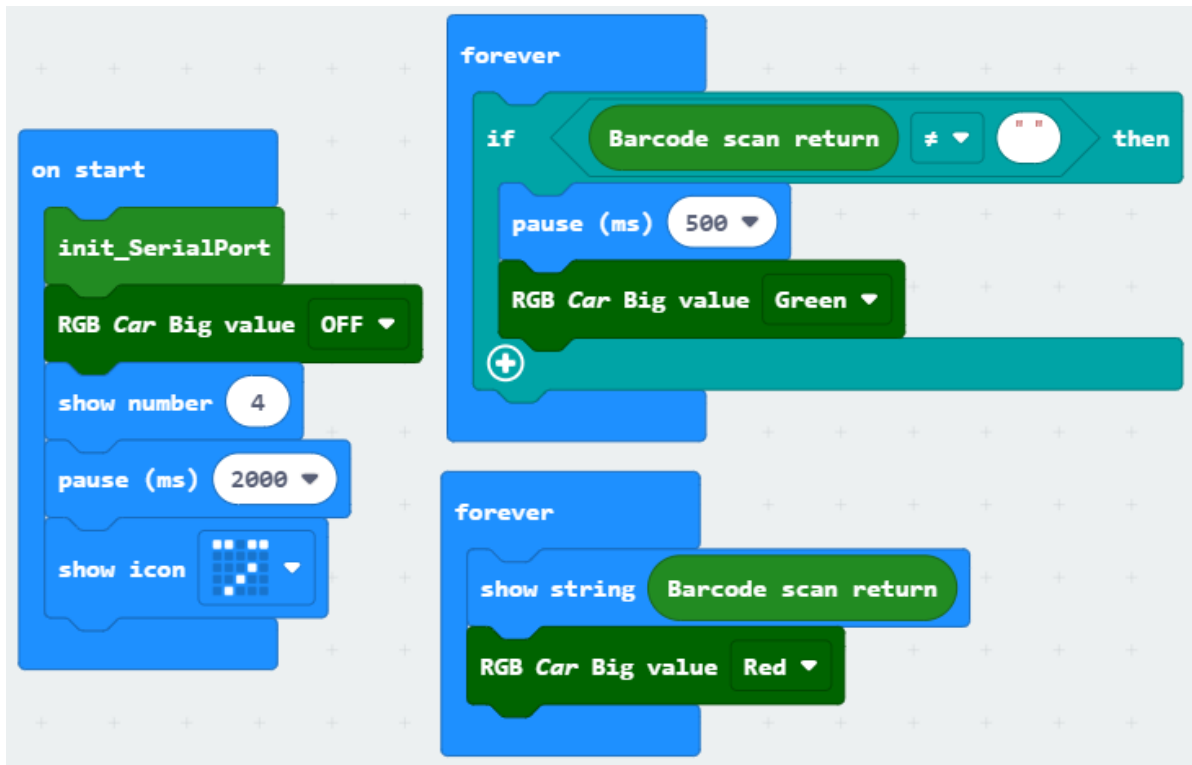 on start
init_SerialPort
RGB Car Big value OFF
show number 4
pause (ms) 2000
show icon
forever
if Barcode scan return ≠ " " then
pause (ms) 500
RGB Car Big value Green
forever
show string Barcode scan return
RGB Car Big value Red